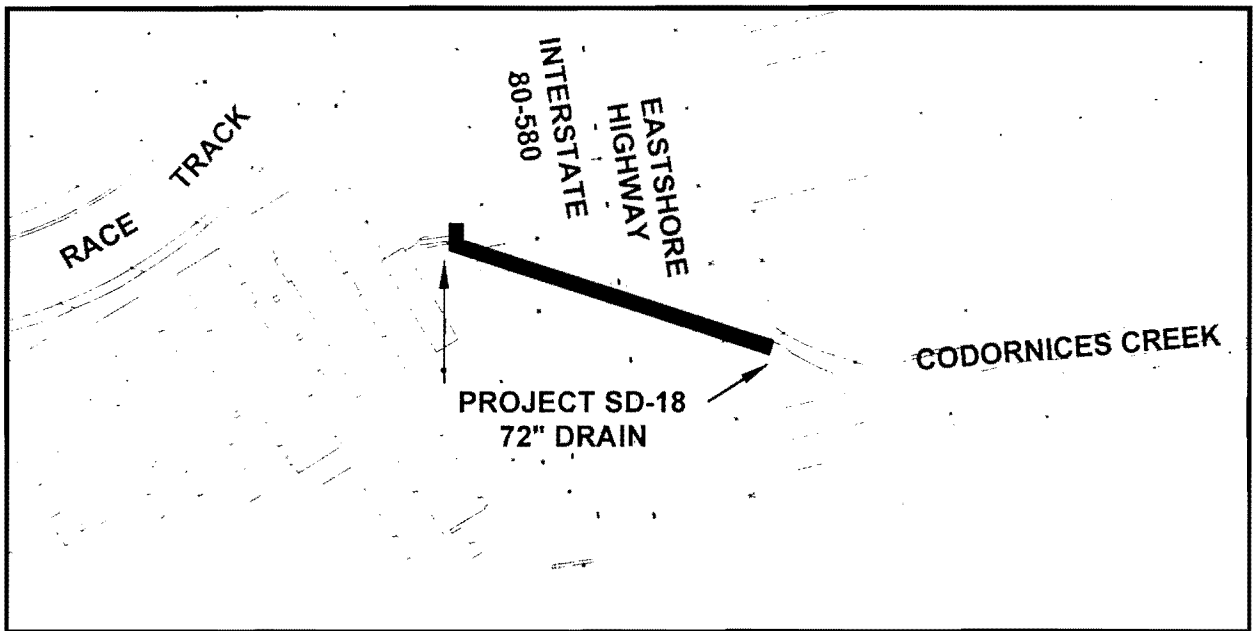 INTERSTATE
80-580
EASTSHORE
HIGHWAY
RACE TRACK
CODORNICES CREEK
PROJECT SD-18
72" DRAIN